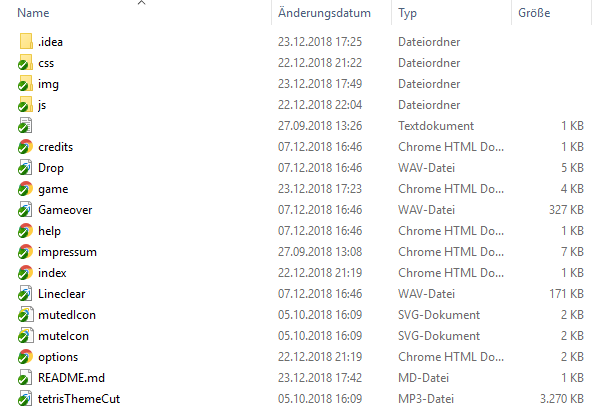 Name Änderungsdatum Typ Größe
.idea 23.12.2018 17:25 Dateiordner
css 22.12.2018 21:22 Dateiordner
img 23.12.2018 17:49 Dateiordner
js 22.12.2018 22:04 Dateiordner
27.09.2018 13:26 Textdokument 1 KB
credits 07.12.2018 16:46 Chrome HTML Do... 1 KB
Drop 07.12.2018 16:46 WAV-Datei 5 KB
game 23.12.2018 17:23 Chrome HTML Do... 4 KB
Gameover 07.12.2018 16:46 WAV-Datei 327 KB
help 07.12.2018 16:46 Chrome HTML Do... 1 KB
impressum 27.09.2018 13:08 Chrome HTML Do... 7 KB
index 22.12.2018 21:19 Chrome HTML Do... 1 KB
Lineclear 07.12.2018 16:46 WAV-Datei 171 KB
mutedIcon 05.10.2018 16:09 SVG-Dokument 2 KB
muteIcon 05.10.2018 16:09 SVG-Dokument 2 KB
options 22.12.2018 21:19 Chrome HTML Do... 2 KB
README.md 23.12.2018 17:42 MD-Datei 1 KB
tetrisThemeCut 05.10.2018 16:09 MP3-Datei 3.270 KB